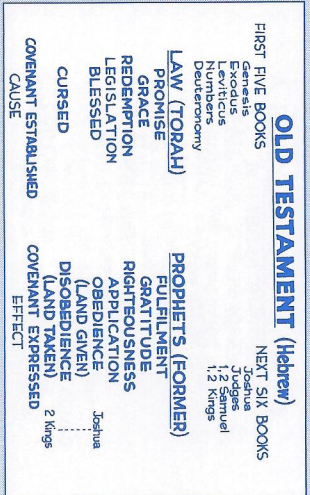 OLD TESTAMENT (Hebrew)
FIRST FIVE BOOKS
Genesis
Exodus
Leviticus
Numbers
Deuteronomy
NEXT SIX BOOKS
Joshua
Judges
1,2 Samuel
1,2 Kings
LAW (TORAH)
PROMISE
GRACE
REDEMPTION
LEGISLATION
BLESSED
CURSED
COVENANT ESTABLISHED
CAUSE
PROPHETS (FORMER)
FULFILMENT
GRATITUDE
RIGHTEOUSNESS
APPLICATION
OBEDIENCE Joshua
(LAND GIVEN)
DISOBEDIENCE
(LAND TAKEN) 2 Kings
COVENANT EXPRESSED
EFFECT